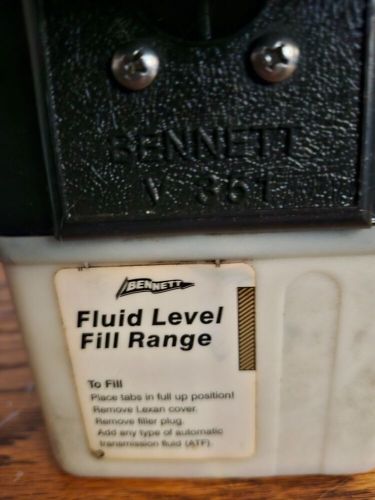 BENNETT
V 351
BENNETT
Fluid Level
Fill Range
To Fill
Place tabs in full up position!
Remove Lexan cover.
Remove filler plug.
Add any type of automatic
transmission fluid (ATF).